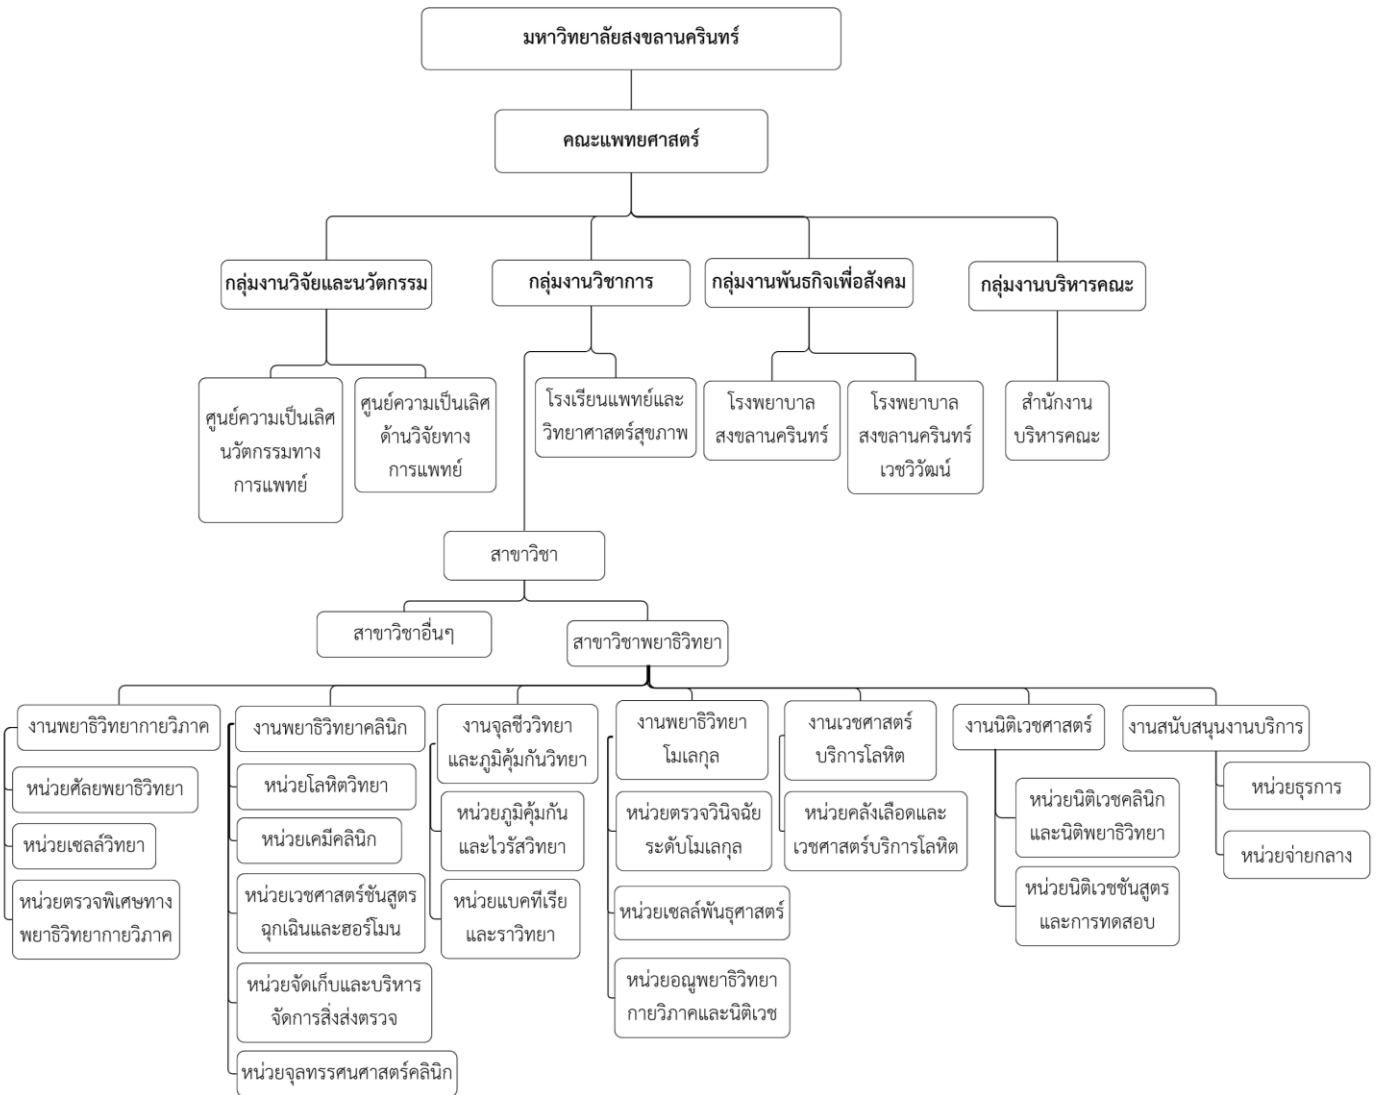 มหาวิทยาลัยสงขลานครินทร์
คณะแพทยศาสตร์
กลุ่มงานวิจัยและนวัตกรรม
กลุ่มงานวิชาการ
กลุ่มงานพันธกิจเพื่อสังคม
กลุ่มงานบริหารคณะ
ศูนย์ความเป็นเลิศ
นวัตกรรมทาง
การแพทย์
ศูนย์ความเป็นเลิศ
ด้านวิจัยทาง
การแพทย์
โรงเรียนแพทย์และ
วิทยาศาสตร์สุขภาพ
โรงพยาบาล
สงขลานครินทร์
โรงพยาบาล
สงขลานครินทร์
เวชวิวัฒน์
สำนักงาน
บริหารคณะ
สาขาวิชา
สาขาวิชาอื่นๆ
สาขาวิชาพยาธิวิทยา
งานพยาธิวิทยากายวิภาค
หน่วยศัลยพยาธิวิทยา
หน่วยเซลล์วิทยา
หน่วยตรวจพิเศษทาง
พยาธิวิทยากายวิภาค
งานพยาธิวิทยาคลินิก
หน่วยโลหิตวิทยา
หน่วยเคมีคลินิก
หน่วยเวชศาสตร์ชันสูตร
ฉุกเฉินและฮอร์โมน
หน่วยจัดเก็บและบริหาร
จัดการสิ่งส่งตรวจ
หน่วยจุลทรรศนศาสตร์คลินิก
งานจุลชีววิทยา
และภูมิคุ้มกันวิทยา
หน่วยภูมิคุ้มกัน
และไวรัสวิทยา
หน่วยแบคทีเรีย
และราวิทยา
งานพยาธิวิทยา
โมเลกุล
หน่วยตรวจวินิจฉัย
ระดับโมเลกุล
หน่วยเซลล์พันธุศาสตร์
หน่วยอณูพยาธิวิทยา
กายวิภาคและนิติเวช
งานเวชศาสตร์
บริการโลหิต
หน่วยคลังเลือดและ
เวชศาสตร์บริการโลหิต
งานนิติเวชศาสตร์
หน่วยนิติเวชคลินิก
และนิติพยาธิวิทยา
หน่วยนิติเวชชันสูตร
และการทดสอบ
งานสนับสนุนงานบริการ
หน่วยธุรการ
หน่วยจ่ายกลาง